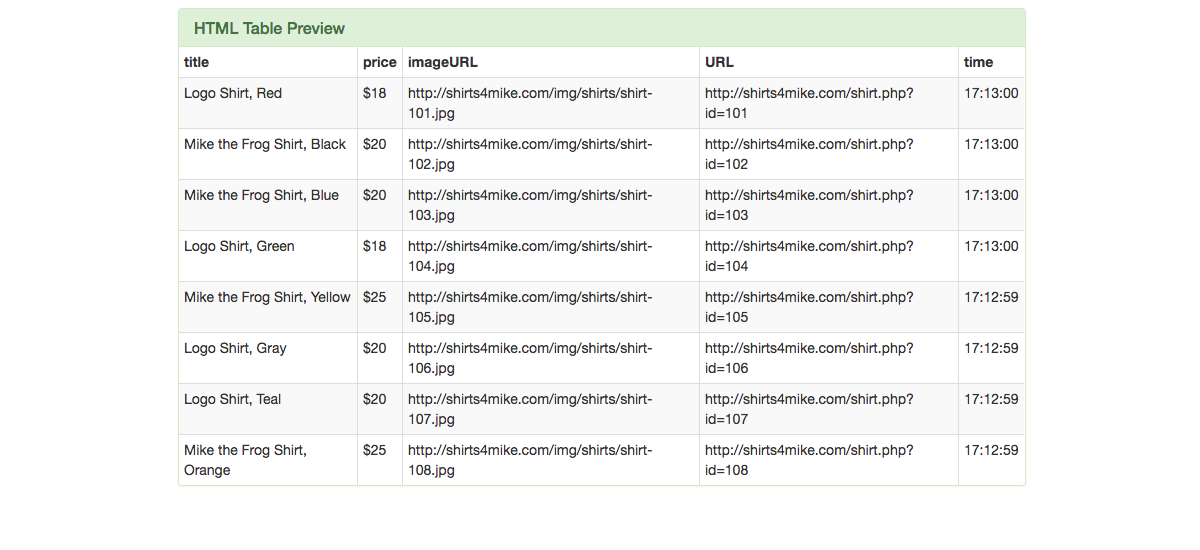 HTML Table Preview
title price imageURL URL time
Logo Shirt, Red $18 http://shirts4mike.com/img/shirts/shirt- http://shirts4mike.com/shirt.php? 17:13:00
101.jpg id=101
Mike the Frog Shirt, Black $20 http://shirts4mike.com/img/shirts/shirt- http://shirts4mike.com/shirt.php? 17:13:00
102.jpg id=102
Mike the Frog Shirt, Blue $20 http://shirts4mike.com/img/shirts/shirt- http://shirts4mike.com/shirt.php? 17:13:00
103.jpg id=103
Logo Shirt, Green $18 http://shirts4mike.com/img/shirts/shirt- http://shirts4mike.com/shirt.php? 17:13:00
104.jpg id=104
Mike the Frog Shirt, Yellow $25 http://shirts4mike.com/img/shirts/shirt- http://shirts4mike.com/shirt.php? 17:12:59
105.jpg id=105
Logo Shirt, Gray $20 http://shirts4mike.com/img/shirts/shirt- http://shirts4mike.com/shirt.php? 17:12:59
106.jpg id=106
Logo Shirt, Teal $20 http://shirts4mike.com/img/shirts/shirt- http://shirts4mike.com/shirt.php? 17:12:59
107.jpg id=107
Mike the Frog Shirt, $25 http://shirts4mike.com/img/shirts/shirt- http://shirts4mike.com/shirt.php? 17:12:59
Orange 108.jpg id=108